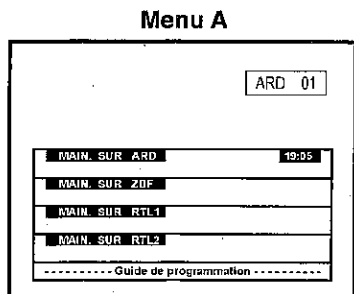 Menu A
ARD 01
MAIN. SUR ARD 19:05
MAIN. SUR ZDF
MAIN. SUR RTL1
MAIN. SUR RTL2
---------- Guide de programmation ----------